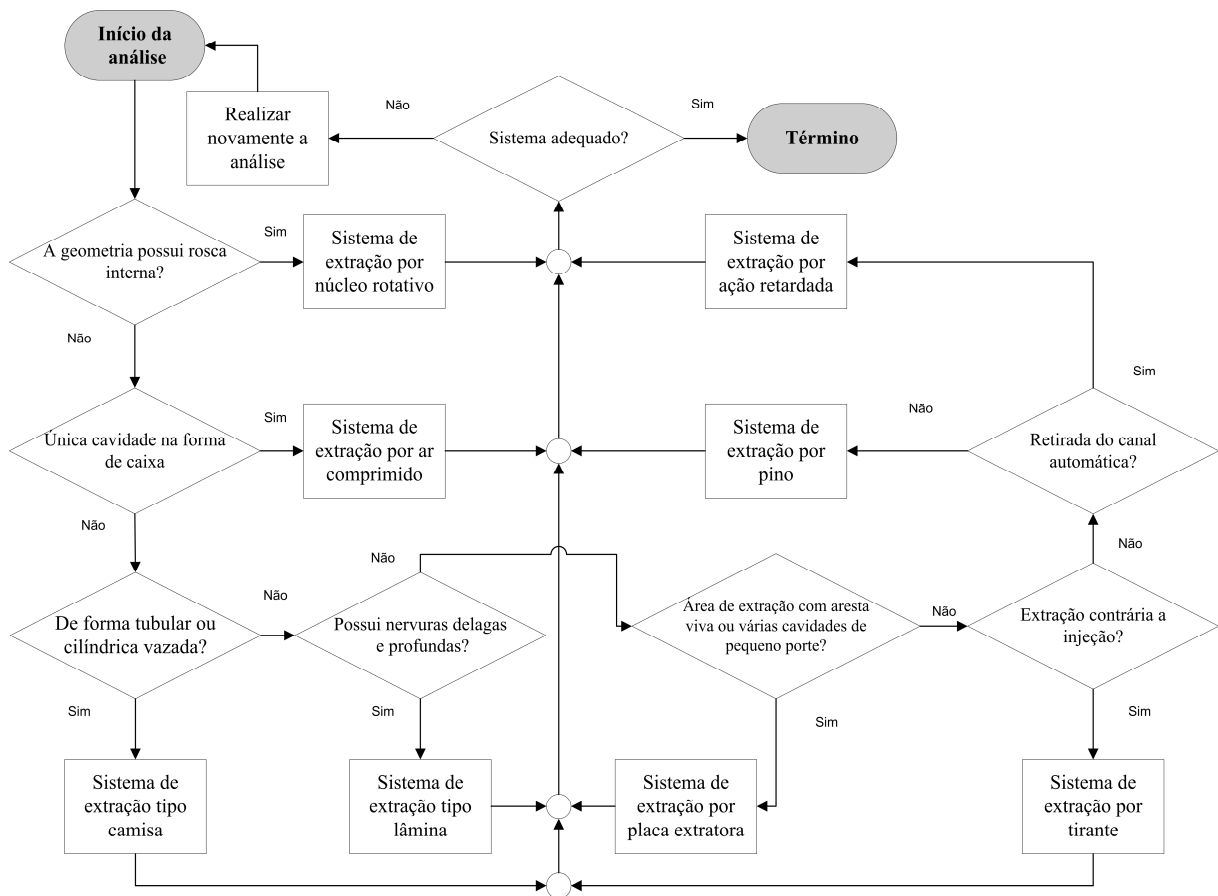 Início da
análise
Não
Sim
Realizar
novamente a
análise
Sistema adequado?
Término
A geometria possui rosca
interna?
Sim
Sistema de
extração por
núcleo rotativo
Sistema de
extração por
ação retardada
Não
Sim
Única cavidade na forma
de caixa
Sim
Sistema de
extração por ar
comprimido
Sistema de
extração por
pino
Não
Retirada do canal
automática?
Não
Não
Não
Não
De forma tubular ou
cilíndrica vazada?
Não
Possui nervuras delagas
e profundas?
Área de extração com aresta
viva ou várias cavidades de
pequeno porte?
Extração contrária a
injeção?
Sim
Sim
Sim
Sim
Sistema de
extração tipo
camisa
Sistema de
extração tipo
lâmina
Sistema de
extração por
placa extratora
Sistema de
extração por
tirante